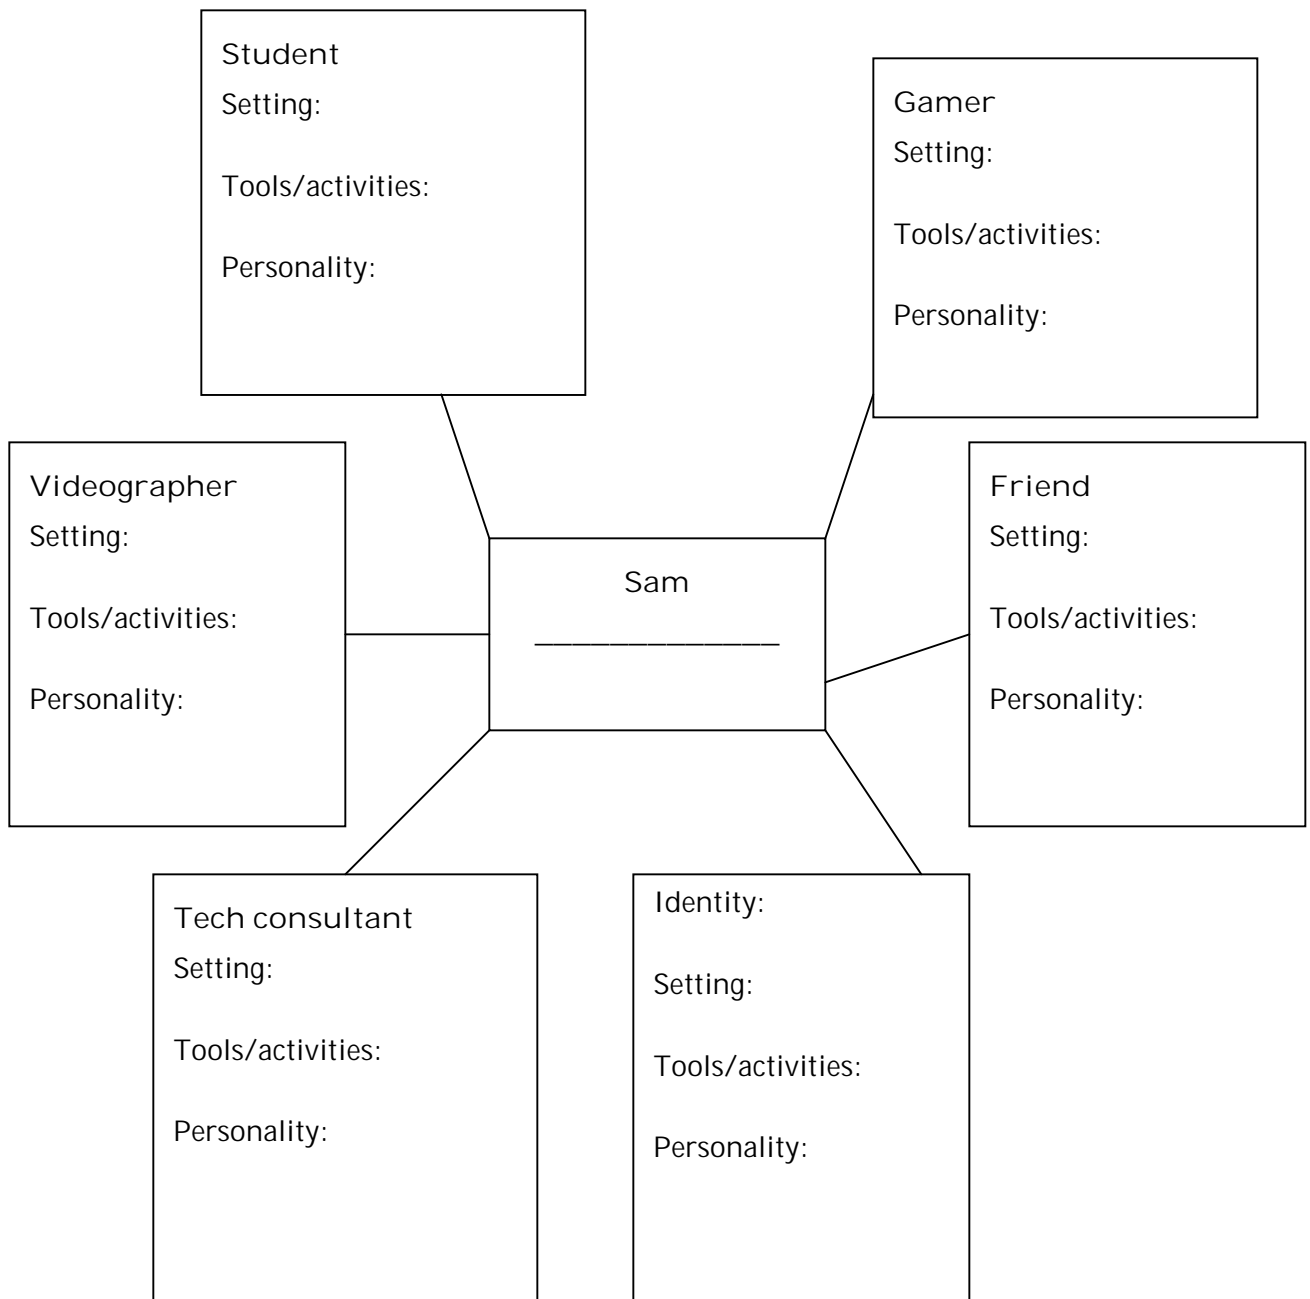 Student
Setting:
Tools/activities:
Personality:
Gamer
Setting:
Tools/activities:
Personality:
Videographer
Setting:
Tools/activities:
Personality:
Sam
_____________
Friend
Setting:
Tools/activities:
Personality:
Tech consultant
Setting:
Tools/activities:
Personality:
Identity:
Setting:
Tools/activities:
Personality: